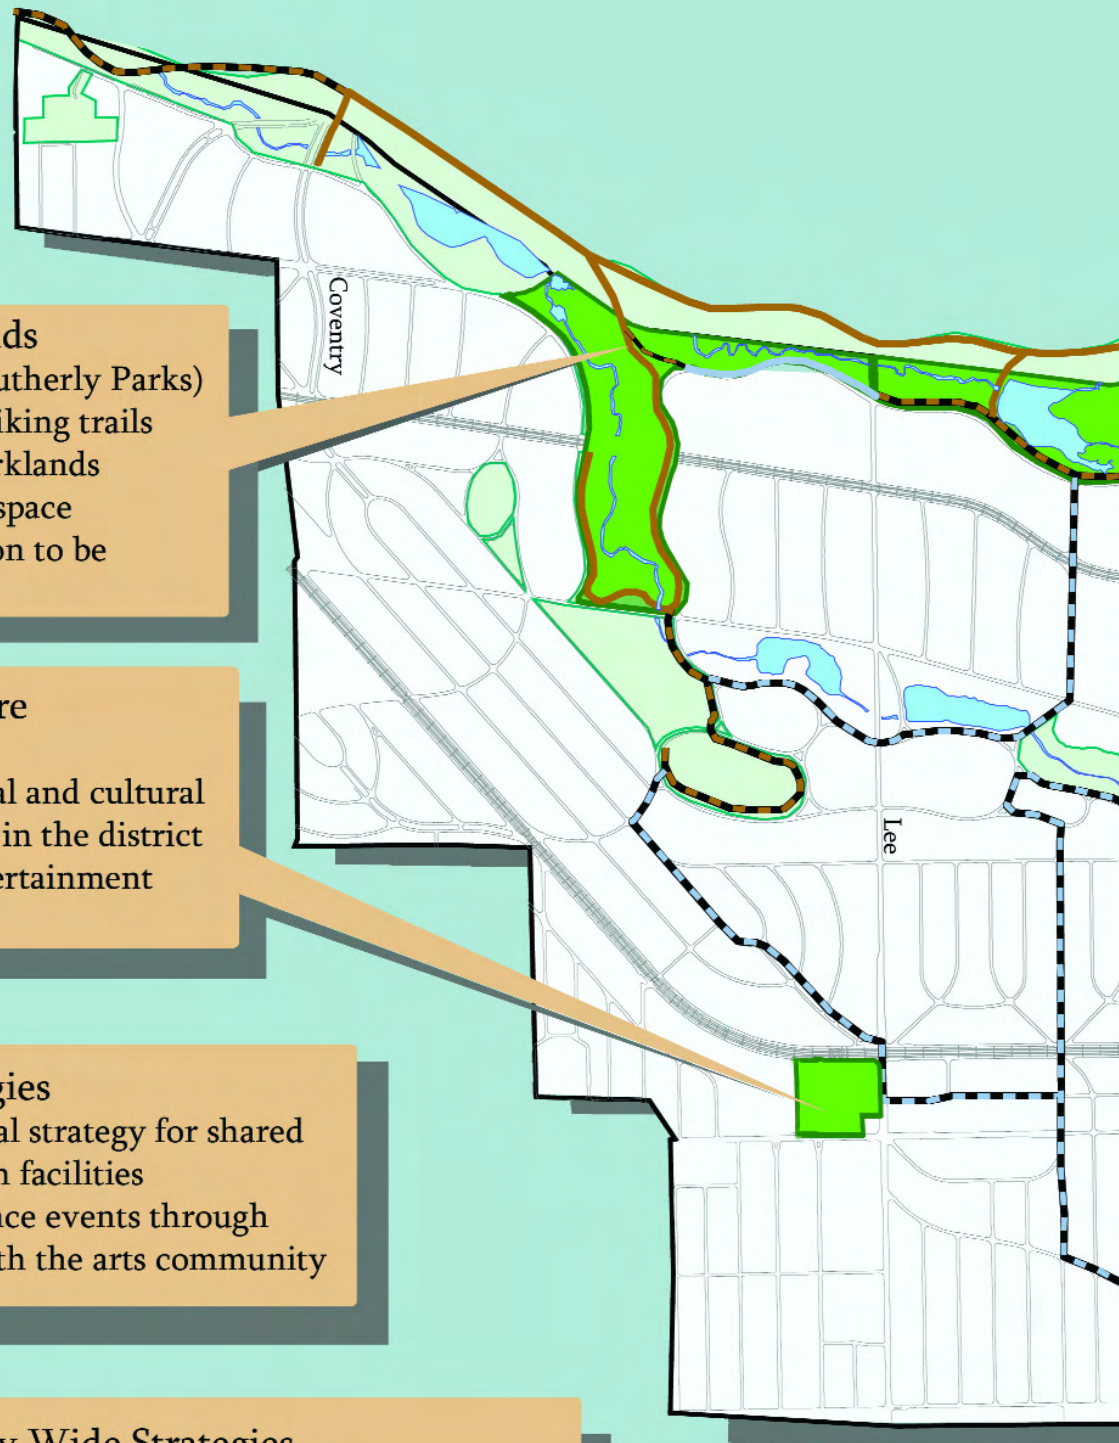 ds
utherly Parks)
iking trails
rklands
space
on to be
re
al and cultural
in the district
ertainment
gies
al strategy for shared
n facilities
nce events through
th the arts community
y-Wide Strategies
Coventry
Lee